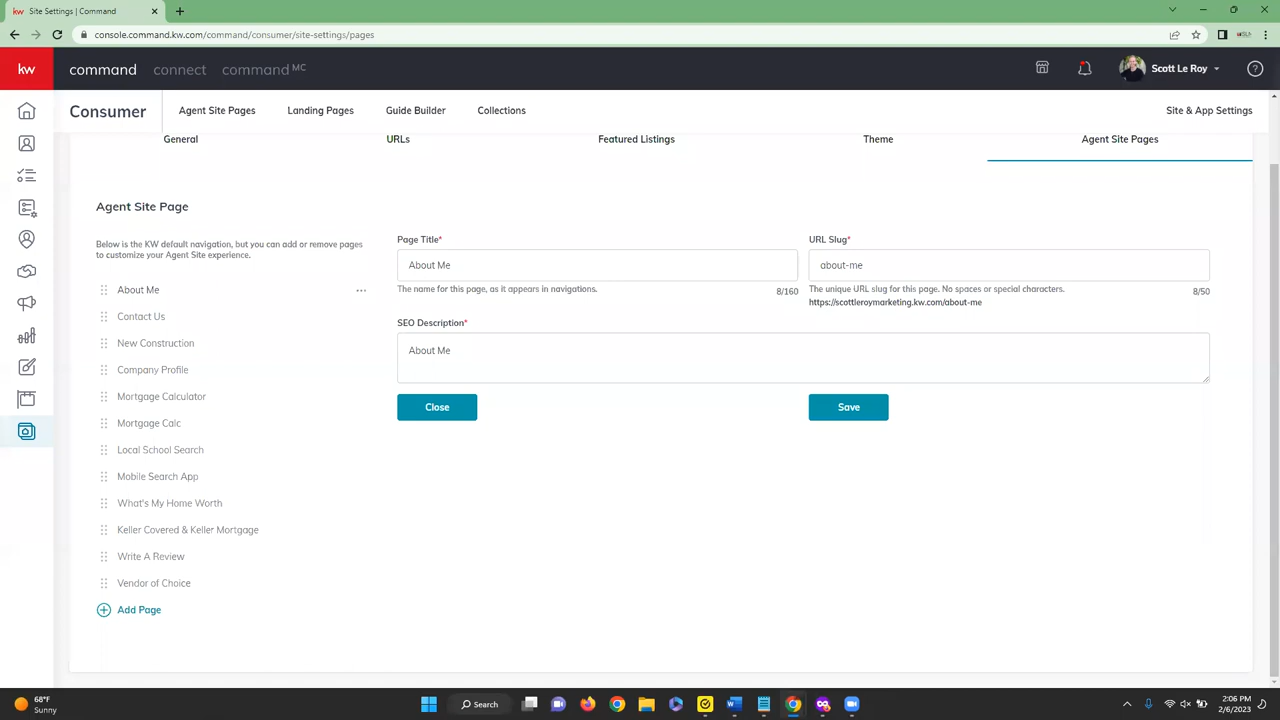 kw Site Settings | Command
console.command.kw.com/command/consumer/site-settings/pages
kw command connect command MC Scott Le Roy
Consumer Agent Site Pages Landing Pages Guide Builder Collections Site & App Settings
General URLs Featured Listings Theme Agent Site Pages
Agent Site Page
Below is the KW default navigation, but you can add or remove pages
to customize your Agent Site experience.
About Me
Contact Us
New Construction
Company Profile
Mortgage Calculator
Mortgage Calc
Local School Search
Mobile Search App
What's My Home Worth
Keller Covered & Keller Mortgage
Write A Review
Vendor of Choice
Add Page
Page Title*
About Me
The name for this page, as it appears in navigations. 8/160
URL Slug*
about-me
The unique URL slug for this page. No spaces or special characters. 8/50
https://scottleroymarketing.kw.com/about-me
SEO Description*
About Me
Close Save
68°F
Sunny
Search
2:06 PM
2/6/2023